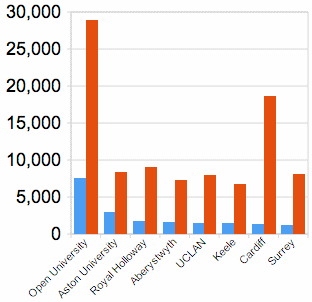 30,000
25,000
20,000
15,000
10,000
5,000
0
Open University
Aston University
Royal Holloway
Aberystwyth
UCLAN
Keele
Cardiff
Surrey